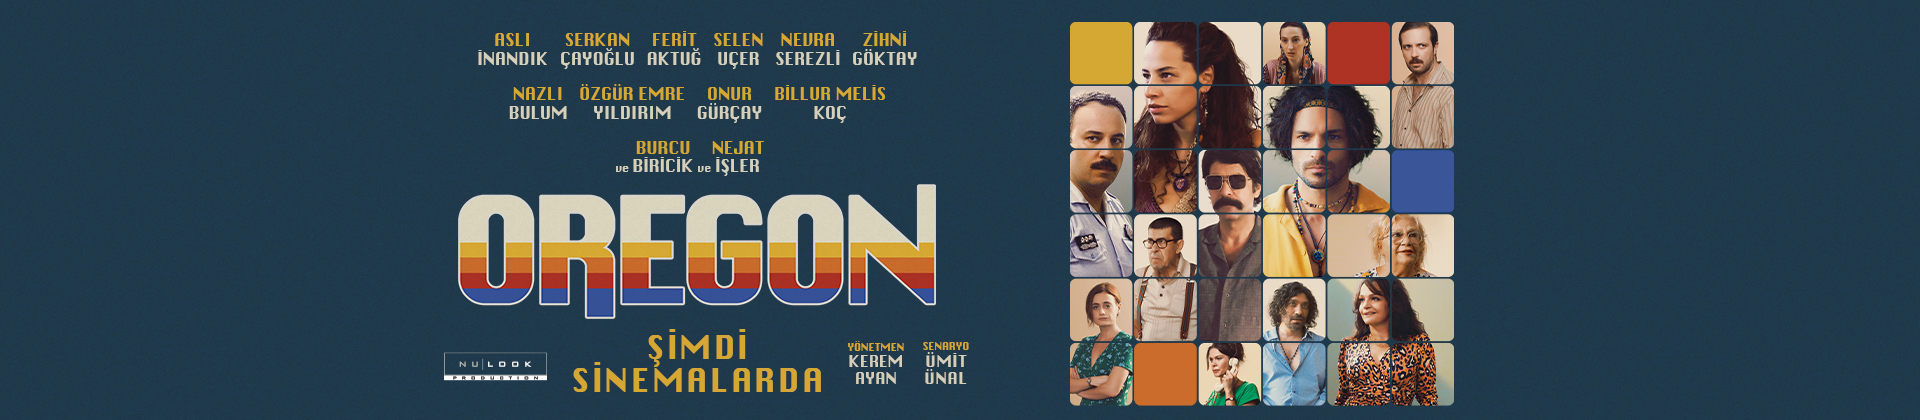 ASLI SERKAN FERİT SELEN NEVRA ZİHNİ
İNANDIK ÇAYOĞLU AKTUĞ UÇER SEREZLİ GÖKTAY
NAZLI ÖZGÜR EMRE ONUR BİLLUR MELİS
BULUM YILDIRIM GÜRÇAY KOÇ
BURCU NEJAT
ve BİRİCİK ve İŞLER
OREGON
ŞİMDİ
SİNEMALARDA
NULOOK
PRODUCTION
YÖNETMEN
KEREM
AYAN
SENARYO
ÜMİT
ÜNAL